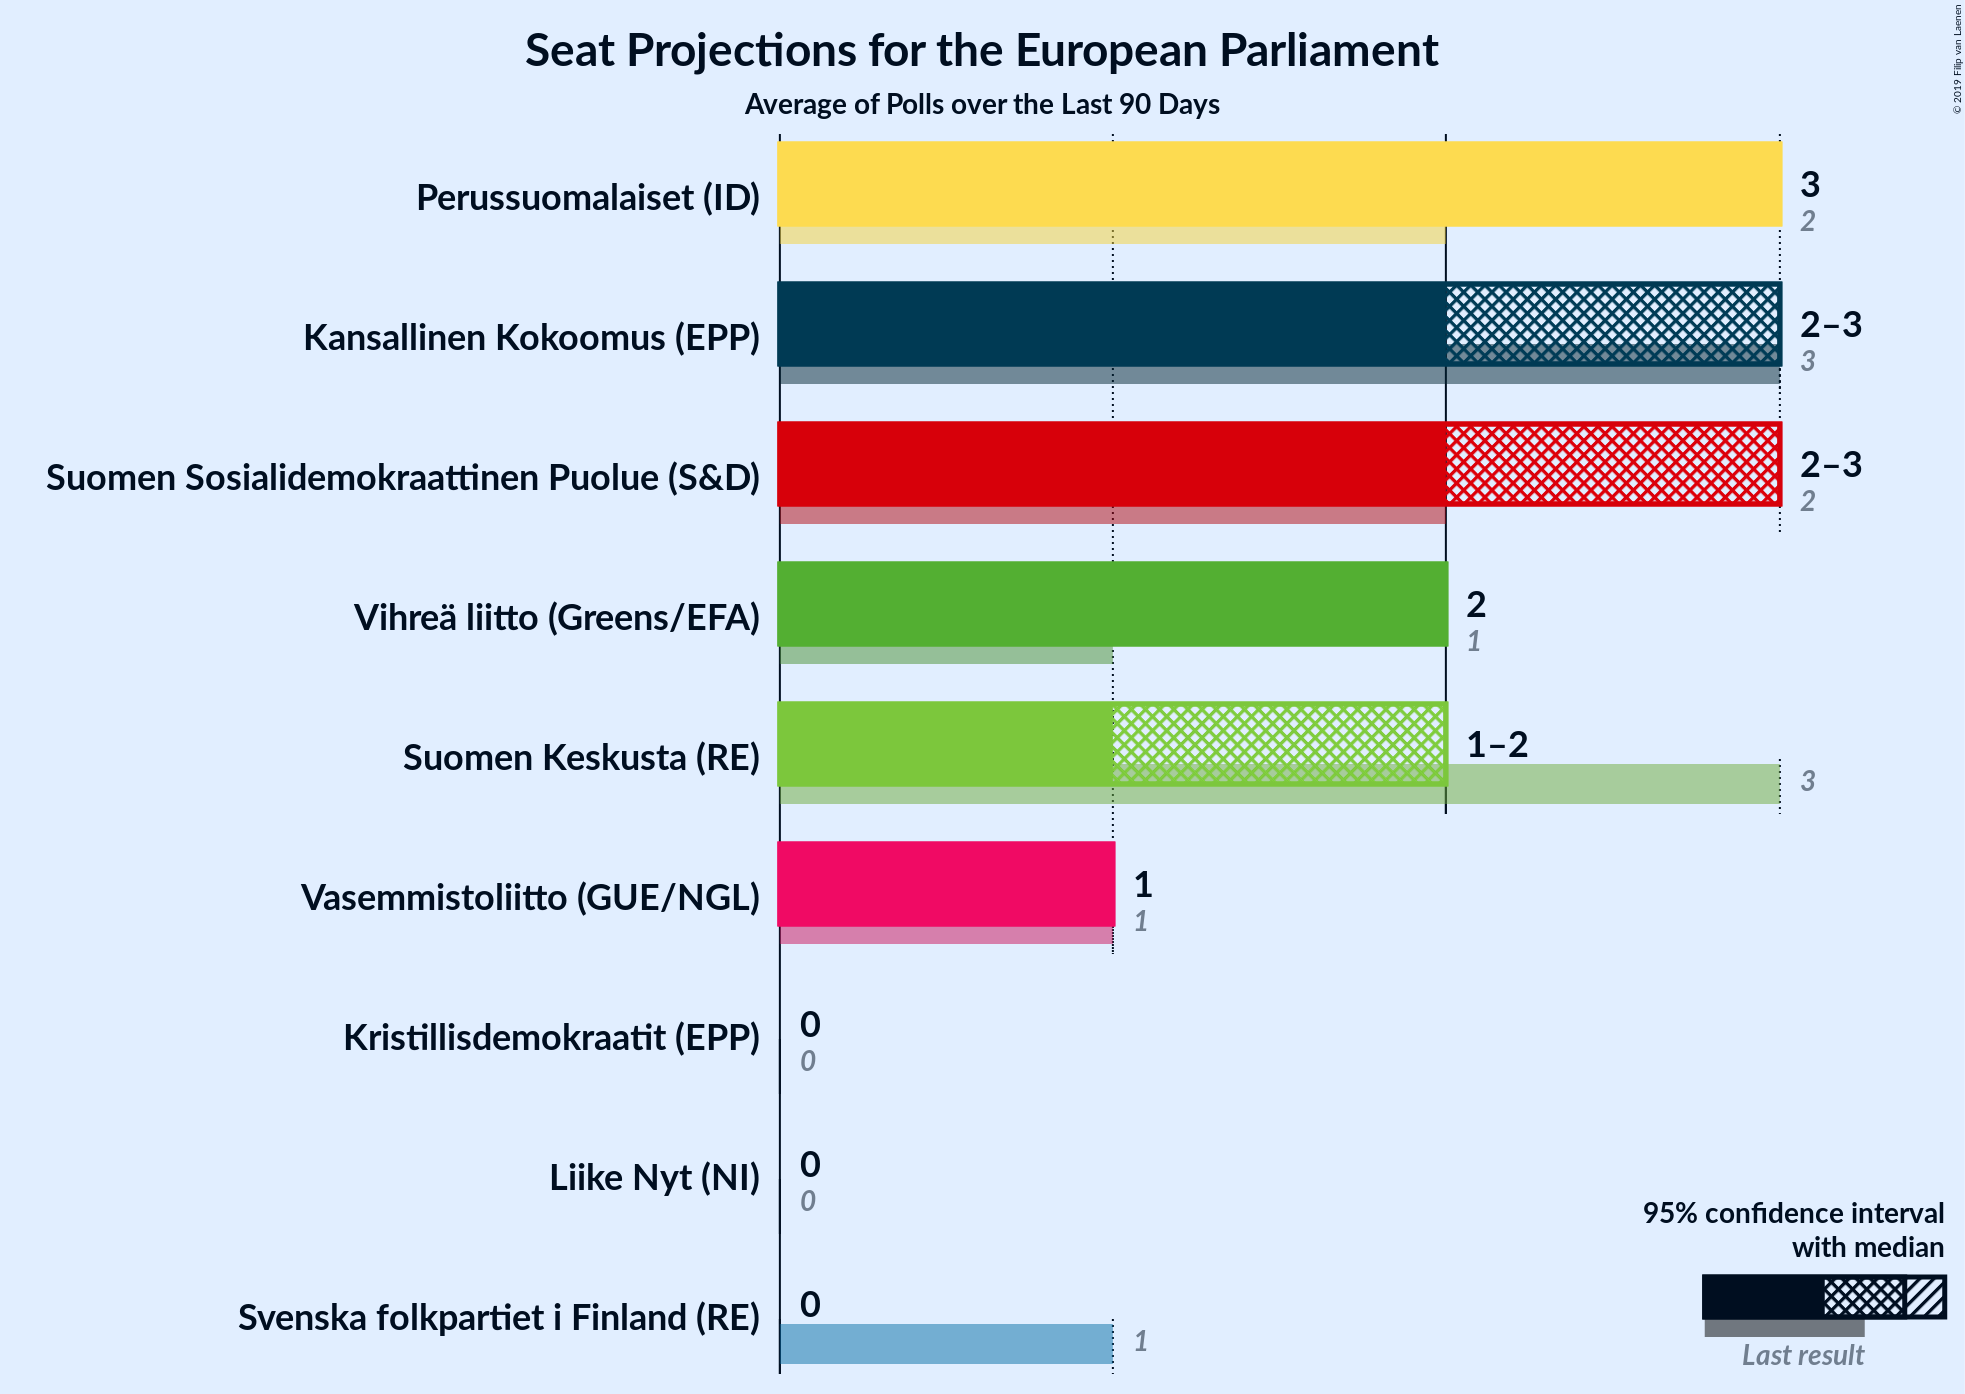 Seat Projections for the European Parliament
Average of Polls over the Last 90 Days
© 2019 Filip van Laenen
Perussuomalaiset (ID)
3
2
Kansallinen Kokoomus (EPP)
2–3
3
Suomen Sosialidemokraattinen Puolue (S&D)
2–3
2
Vihreä liitto (Greens/EFA)
2
1
Suomen Keskusta (RE)
1–2
3
Vasemmistoliitto (GUE/NGL)
1
1
Kristillisdemokraatit (EPP)
0
0
Liike Nyt (NI)
0
0
Svenska folkpartiet i Finland (RE)
0
1
95% confidence interval
with median
Last result